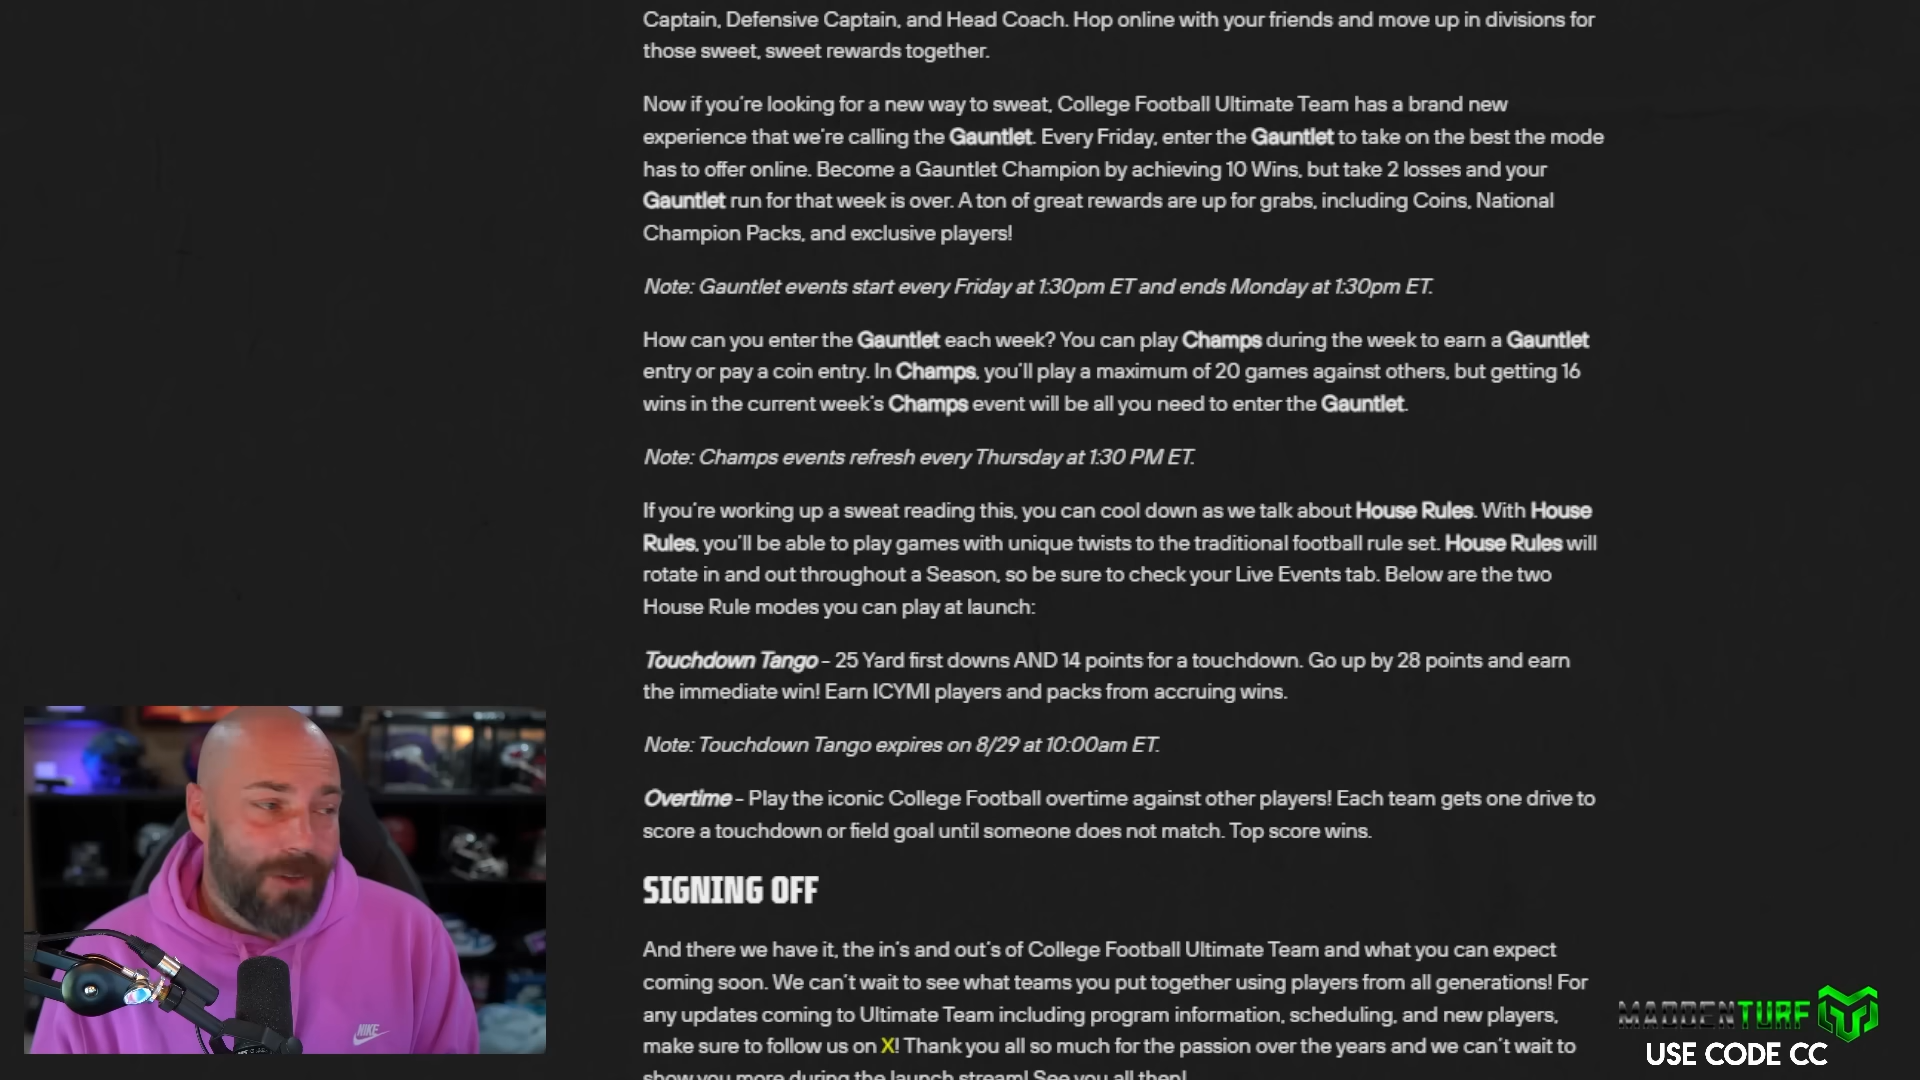 Captain, Defensive Captain, and Head Coach. Hop online with your friends and move up in divisions for
those sweet, sweet rewards together.
Now if you're looking for a new way to sweat, College Football Ultimate Team has a brand new
experience that we're calling the Gauntlet. Every Friday, enter the Gauntlet to take on the best the mode
has to offer online. Become a Gauntlet Champion by achieving 10 Wins, but take 2 losses and your
Gauntlet run for that week is over. A ton of great rewards are up for grabs, including Coins, National
Champion Packs, and exclusive players!
Note: Gauntlet events start every Friday at 1:30pm ET and ends Monday at 1:30pm ET.
How can you enter the Gauntlet each week? You can play Champs during the week to earn a Gauntlet
entry or pay a coin entry. In Champs, you'll play a maximum of 20 games against others, but getting 16
wins in the current week's Champs event will be all you need to enter the Gauntlet.
Note: Champs events refresh every Thursday at 1:30 PM ET.
If you're working up a sweat reading this, you can cool down as we talk about House Rules. With House
Rules, you'll be able to play games with unique twists to the traditional football rule set. House Rules will
rotate in and out throughout a Season, so be sure to check your Live Events tab. Below are the two
House Rule modes you can play at launch:
Touchdown Tango - 25 Yard first downs AND 14 points for a touchdown. Go up by 28 points and earn
the immediate win! Earn ICYMI players and packs from accruing wins.
Note: Touchdown Tango expires on 8/29 at 10:00am ET.
Overtime - Play the iconic College Football overtime against other players! Each team gets one drive to
score a touchdown or field goal until someone does not match. Top score wins.
SIGNING OFF
And there we have it, the in's and out's of College Football Ultimate Team and what you can expect
coming soon. We can't wait to see what teams you put together using players from all generations! For
any updates coming to Ultimate Team including program information, scheduling, and new players,
make sure to follow us on X! Thank you all so much for the passion over the years and we can't wait to
show you more during the launch stream! See you all then!
NIKE
MADDENTURF
USE CODE CC